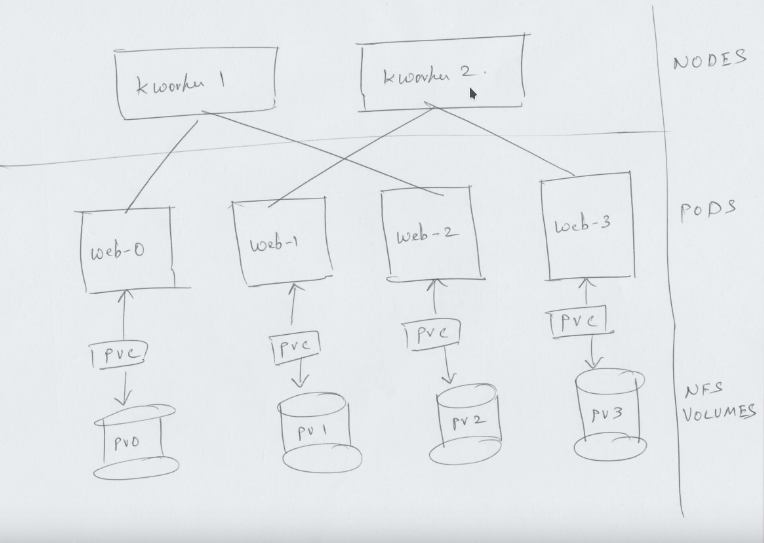 kworker 1
kworker 2.
NODES
web-0
web-1
web-2
web-3
PODS
PVC
PVC
PVC
PVC
PV0
PV1
PV2
PV3
NFS
VOLUMES